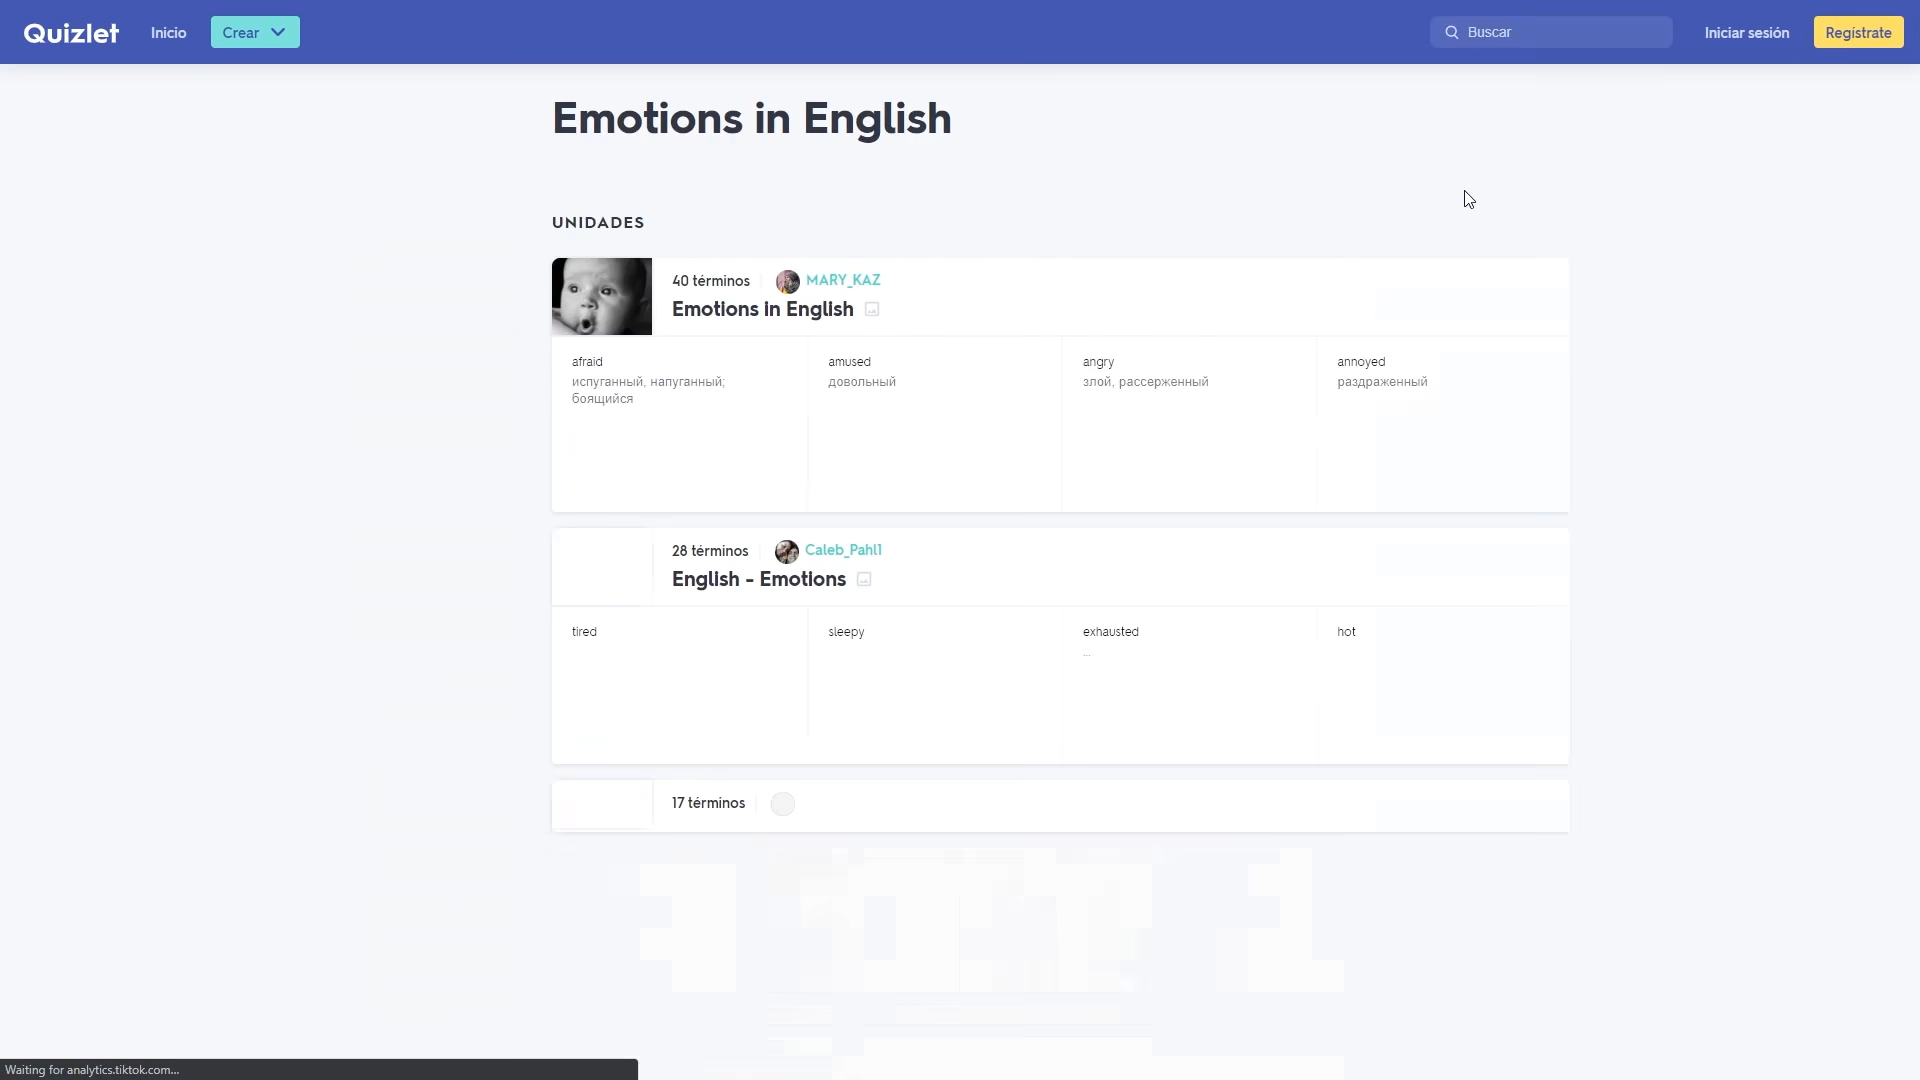 Quizlet
Inicio
Crear
Buscar
Iniciar sesión
Regístrate
Emotions in English
UNIDADES
40 términos
MARY_KAZ
Emotions in English
afraid
испуганный, напуганный;
боящийся
amused
довольный
angry
злой, рассерженный
annoyed
раздраженный
28 términos
Caleb_Pahl1
English - Emotions
tired
sleepy
exhausted
...
hot
17 términos
Waiting for analytics.tiktok.com...